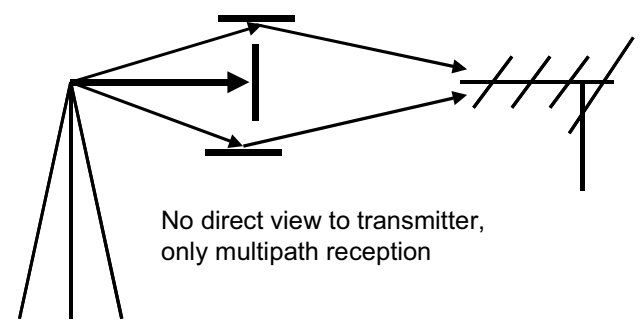 No direct view to transmitter,
only multipath reception